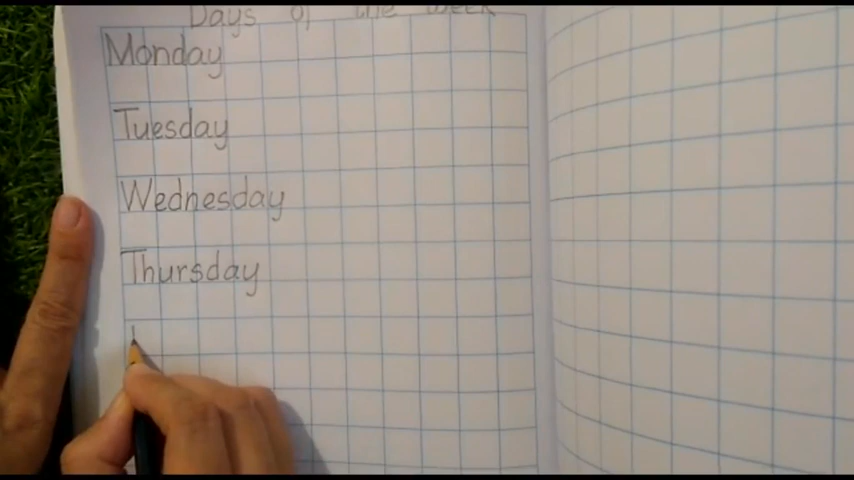 Days of the week
Monday
Tuesday
Wednesday
Thursday